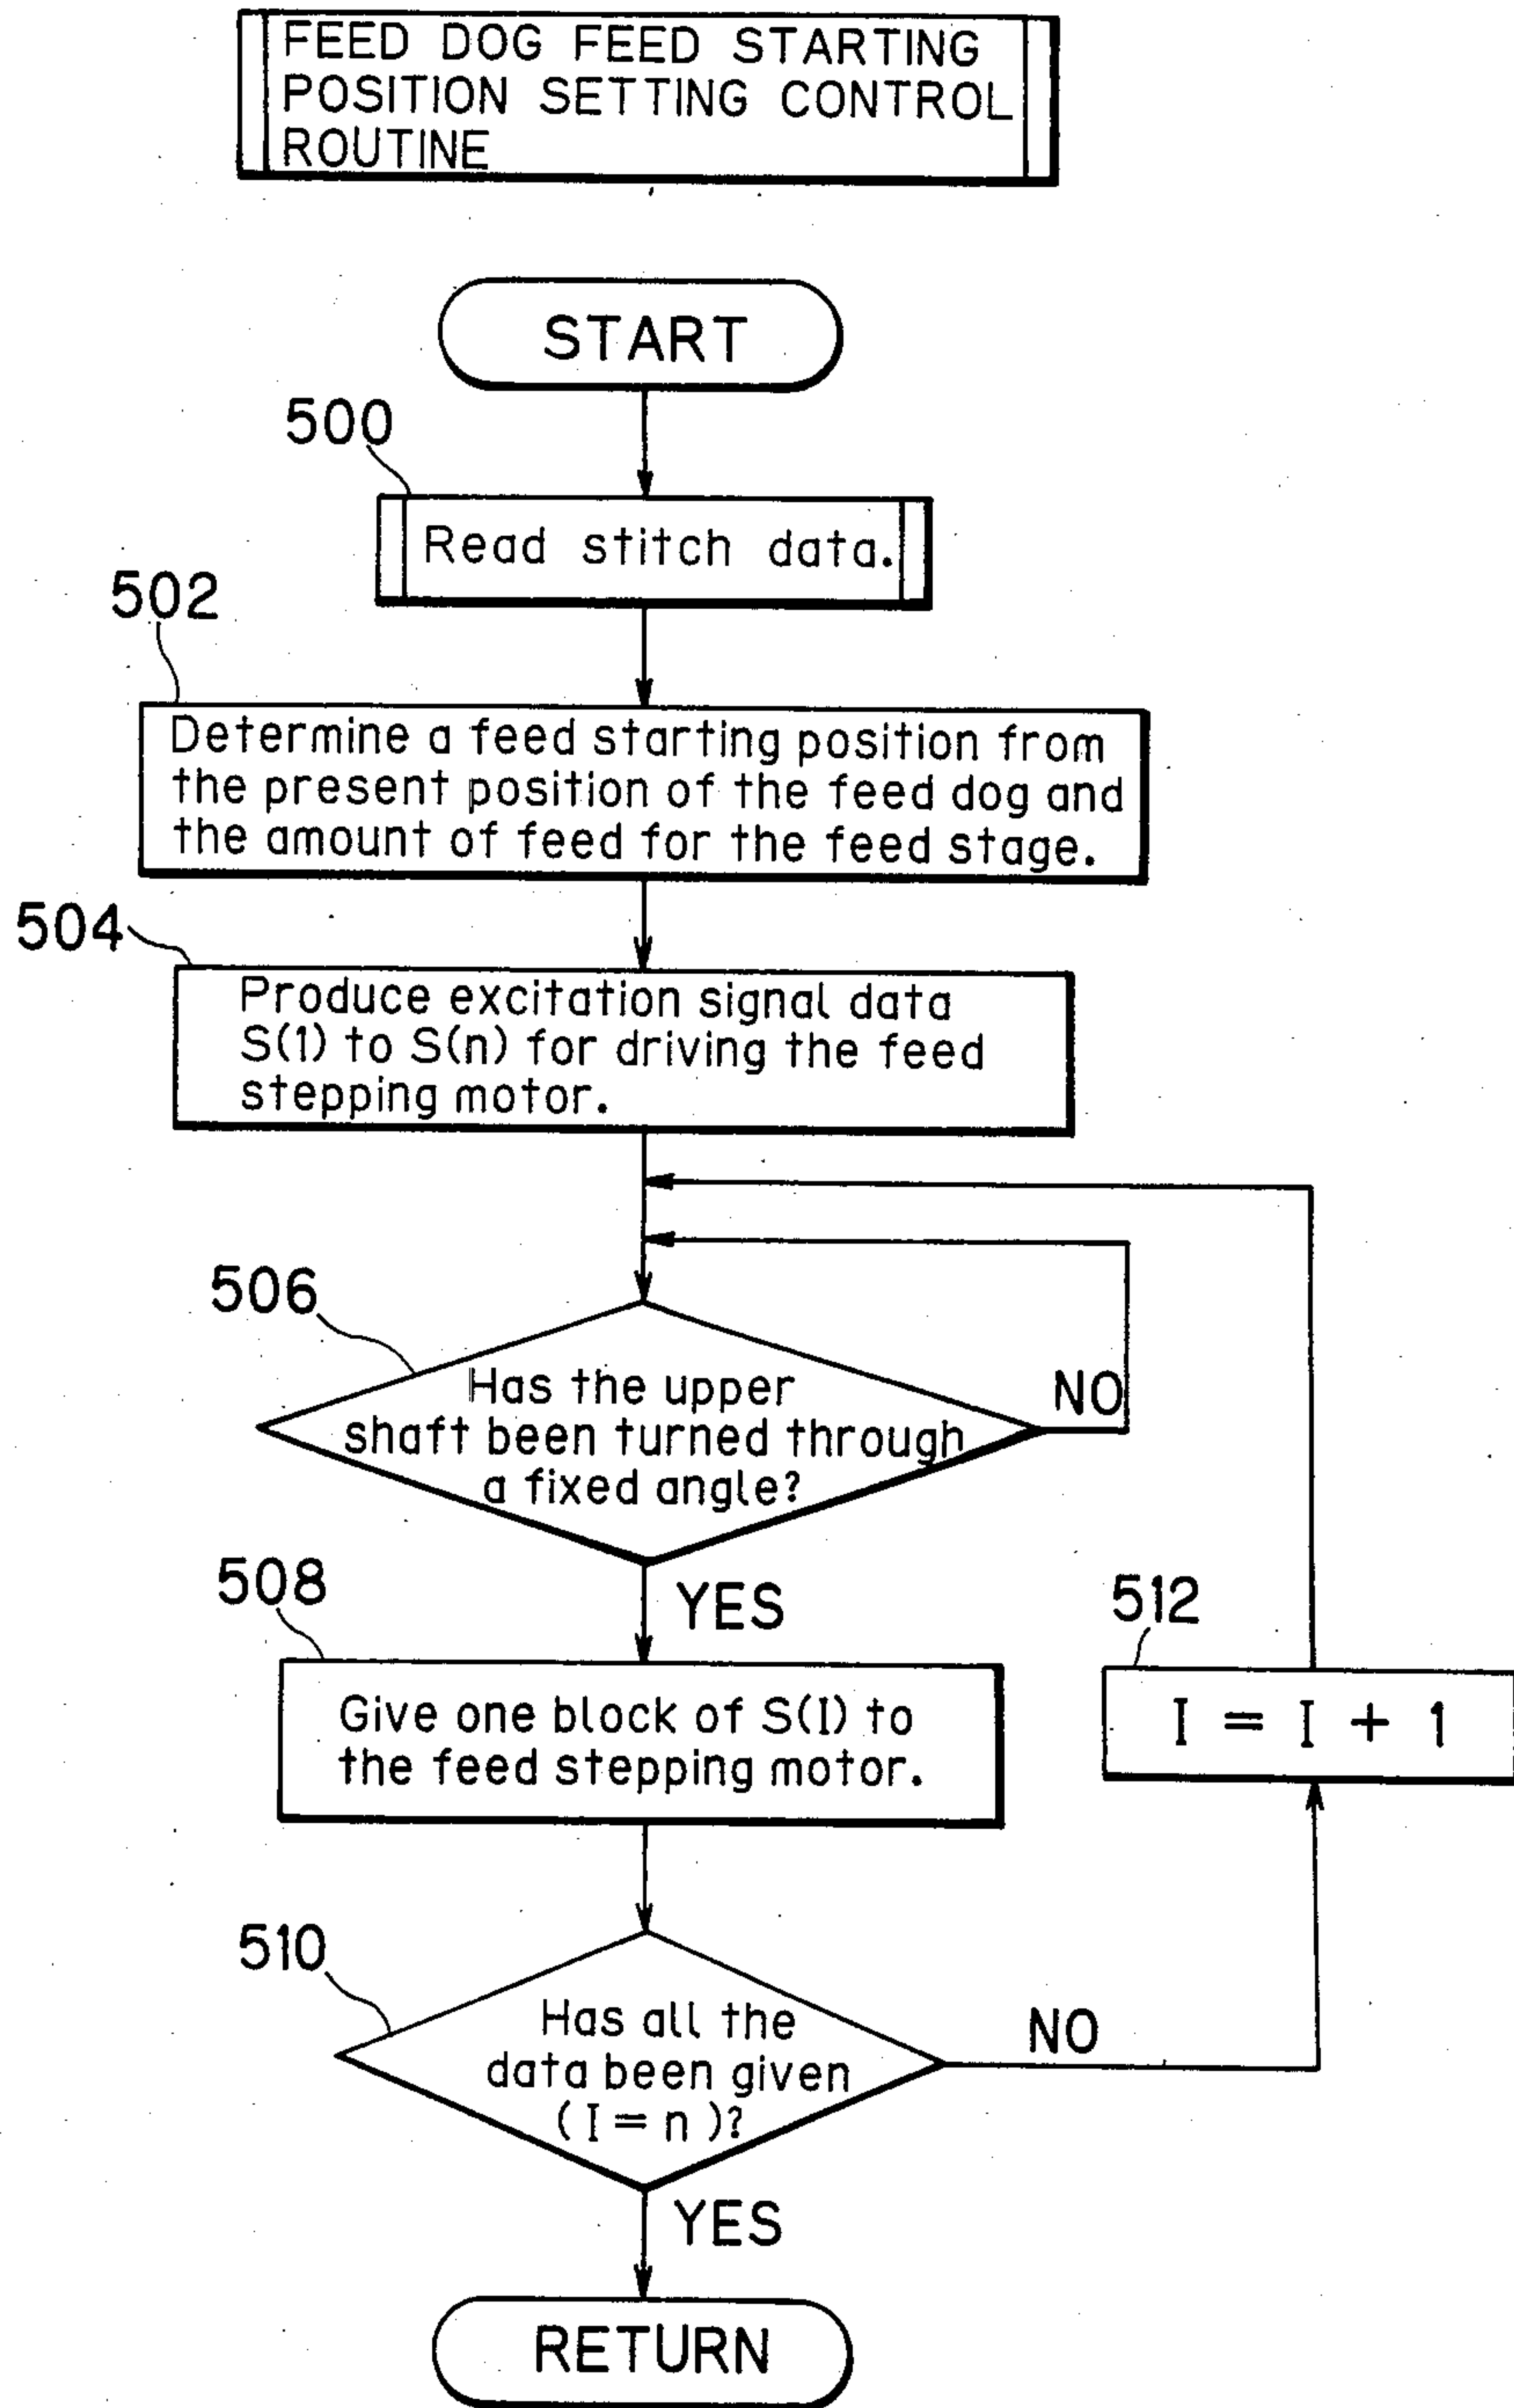 FEED DOG FEED STARTING
POSITION SETTING CONTROL
ROUTINE
START
500
Read stitch data.
502
Determine a feed starting position from
the present position of the feed dog and
the amount of feed for the feed stage.
504
Produce excitation signal data
S(1) to S(n) for driving the feed
stepping motor.
506
Has the upper
shaft been turned through
a fixed angle?
NO
YES
508
Give one block of S(I) to
the feed stepping motor.
512
I = I + 1
510
Has all the
data been given
(I = n)?
NO
YES
RETURN